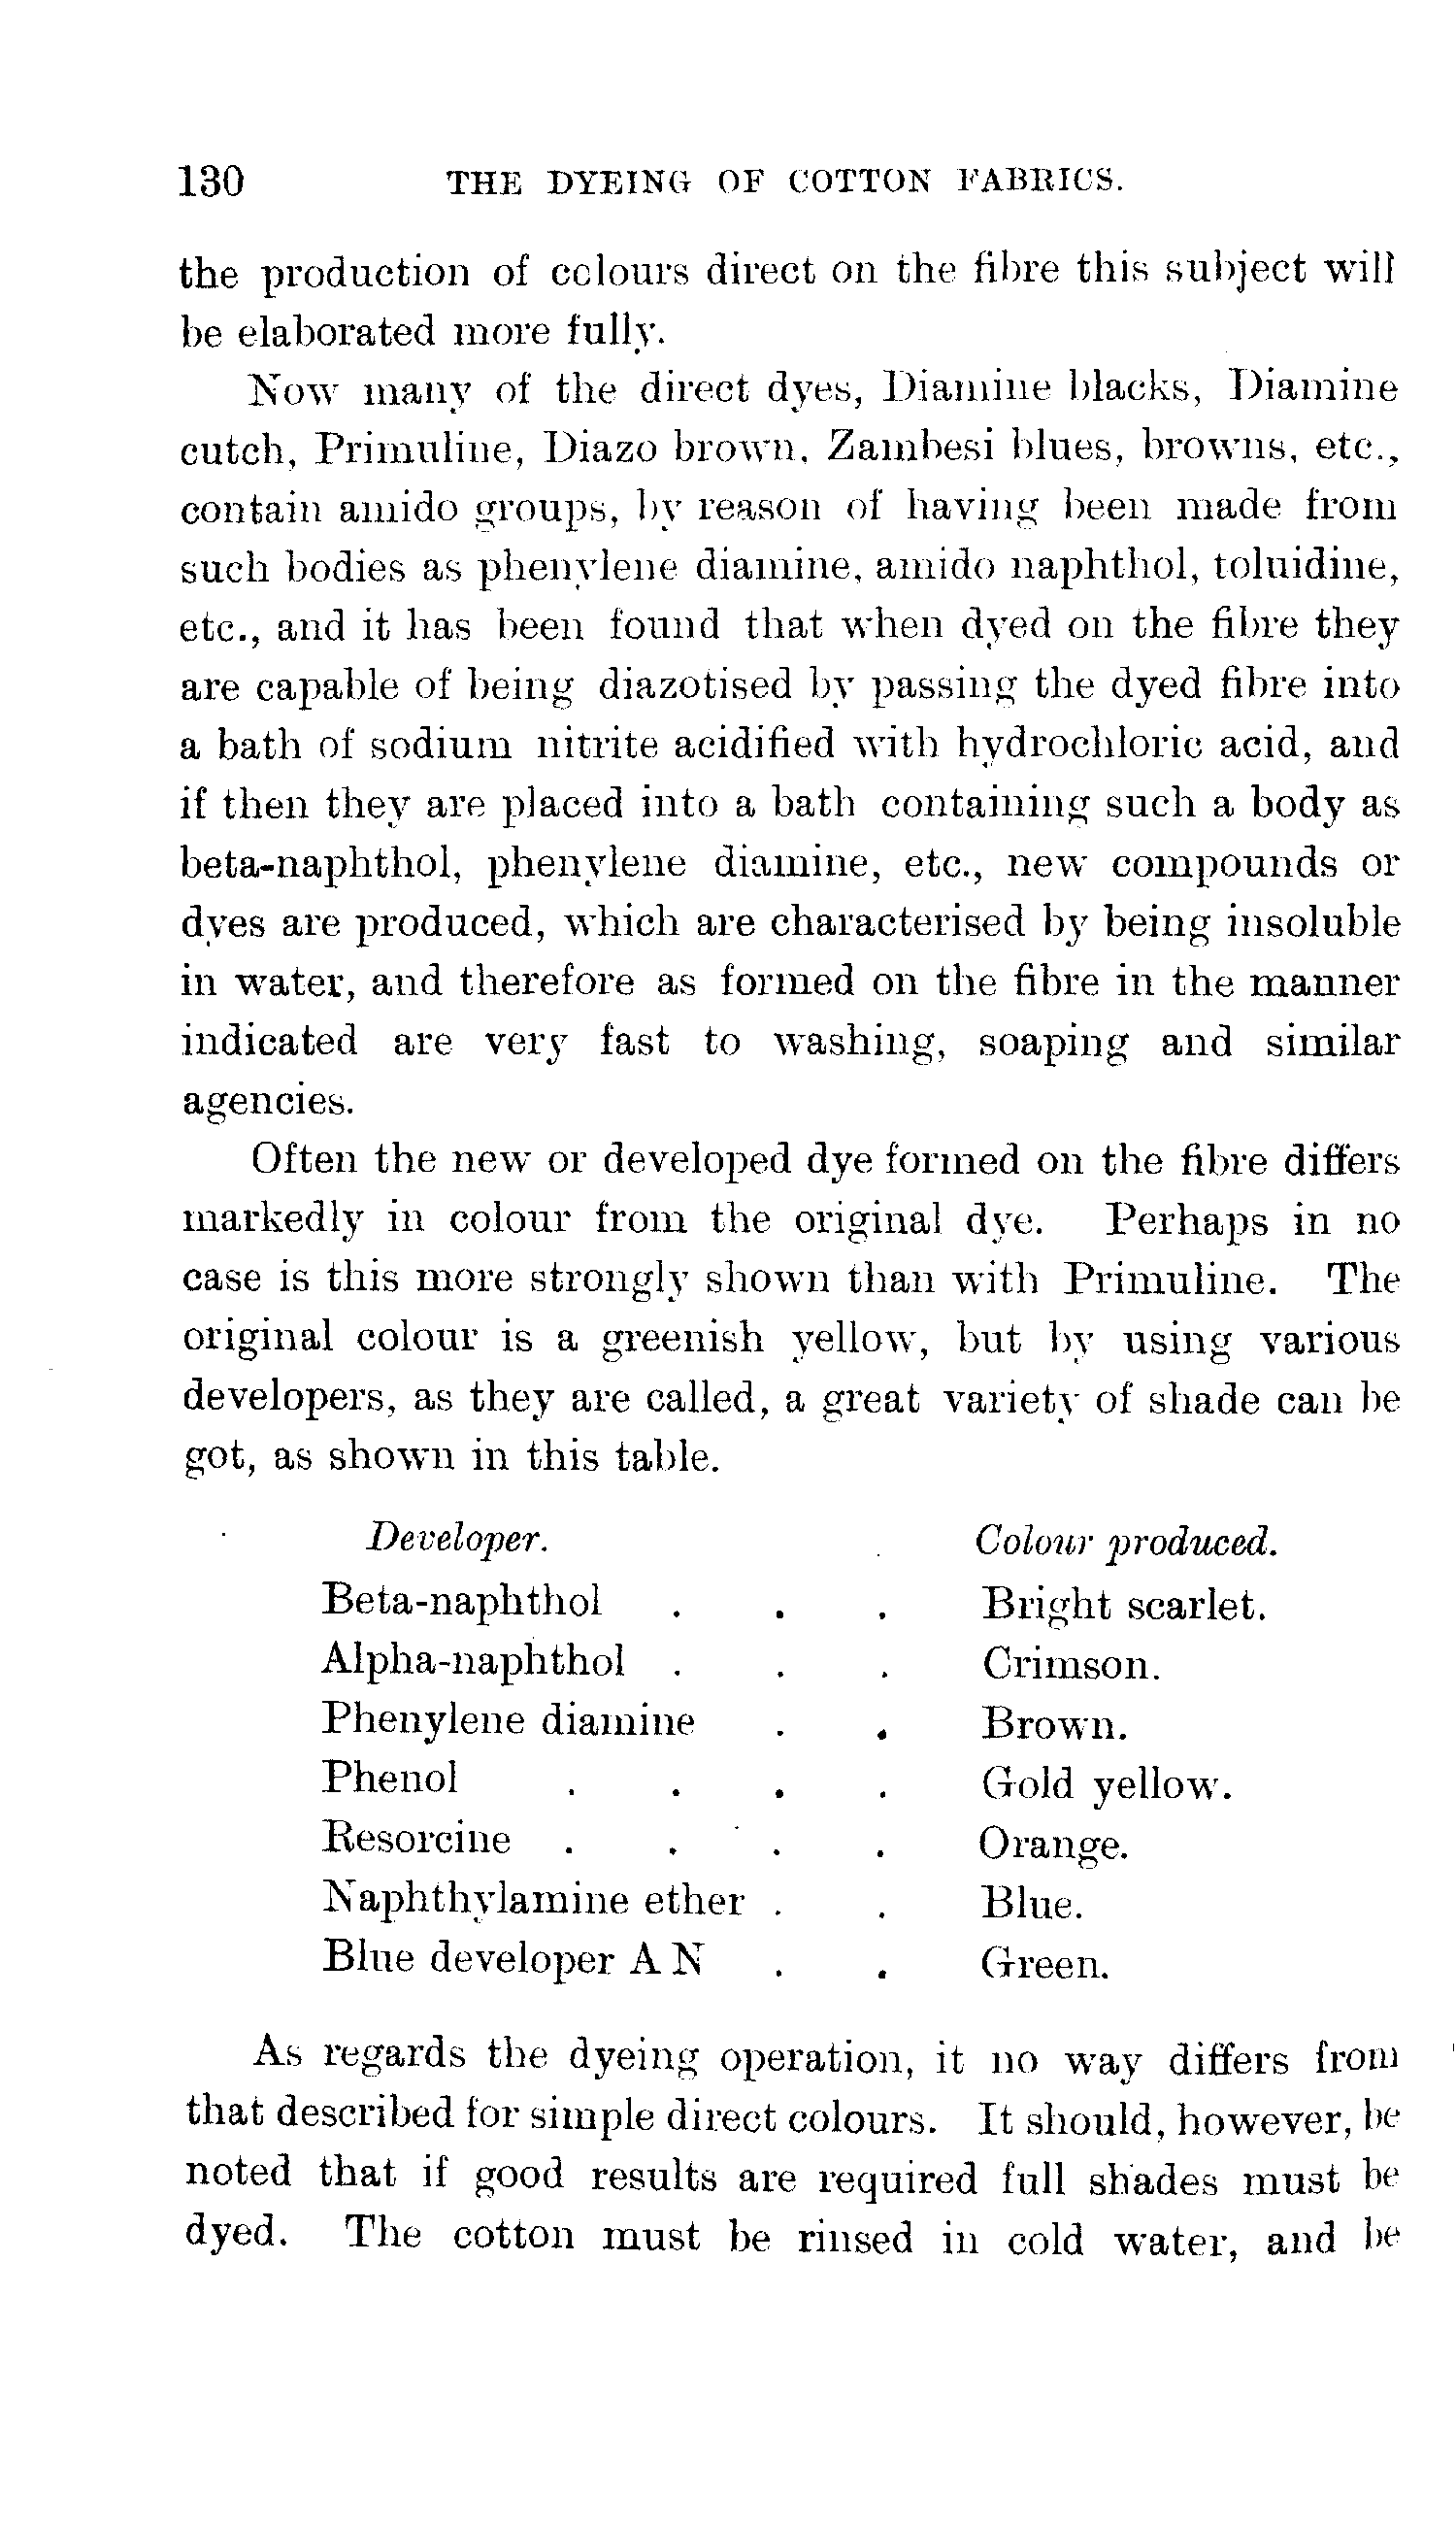 130 THE DYEING OF COTTON FABRICS.
the production of colours direct on the fibre this subject will
be elaborated more fully.
Now many of the direct dyes, Diamine blacks, Diamine
cutch, Primuline, Diazo brown, Zambesi blues, browns, etc.,
contain amido groups, by reason of having been made from
such bodies as phenylene diamine, amido naphthol, toluidine,
etc., and it has been found that when dyed on the fibre they
are capable of being diazotised by passing the dyed fibre into
a bath of sodium nitrite acidified with hydrochloric acid, and
if then they are placed into a bath containing such a body as
beta-naphthol, phenylene diamine, etc., new compounds or
dyes are produced, which are characterised by being insoluble
in water, and therefore as formed on the fibre in the manner
indicated are very fast to washing, soaping and similar
agencies.
Often the new or developed dye formed on the fibre differs
markedly in colour from the original dye. Perhaps in no
case is this more strongly shown than with Primuline. The
original colour is a greenish yellow, but by using various
developers, as they are called, a great variety of shade can be
got, as shown in this table.
Developer. Colour produced.
Beta-naphthol . . . Bright scarlet.
Alpha-naphthol . . . Crimson.
Phenylene diamine . . Brown.
Phenol . . . . Gold yellow.
Resorcine . . . . Orange.
Naphthylamine ether . . Blue.
Blue developer A N . . Green.
As regards the dyeing operation, it no way differs from
that described for simple direct colours. It should, however, be
noted that if good results are required full shades must be
dyed. The cotton must be rinsed in cold water, and be